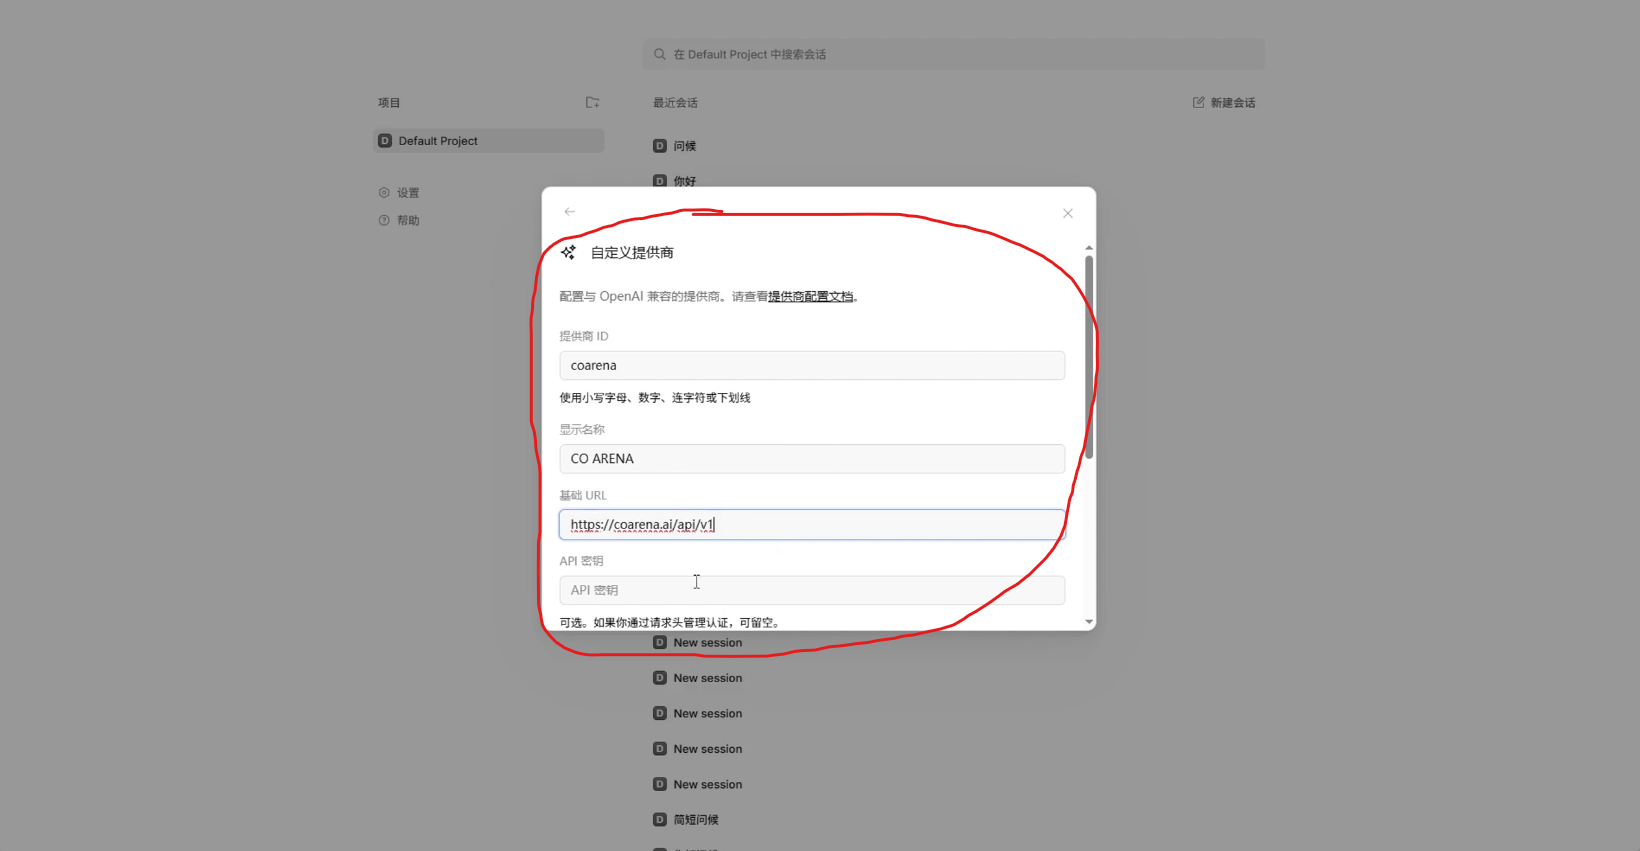 在 Default Project 中搜索会话
项目
最近会话
新建会话
D Default Project
D 问候
D 你好
设置
帮助
自定义提供商
配置与 OpenAI 兼容的提供商。请查看提供商配置文档。
提供商 ID
coarena
使用小写字母、数字、连字符或下划线
显示名称
CO ARENA
基础 URL
https://coarena.ai/api/v1
API 密钥
API 密钥
可选。如果你通过请求头管理认证，可留空。
D New session
D New session
D New session
D New session
D New session
D 简短问候